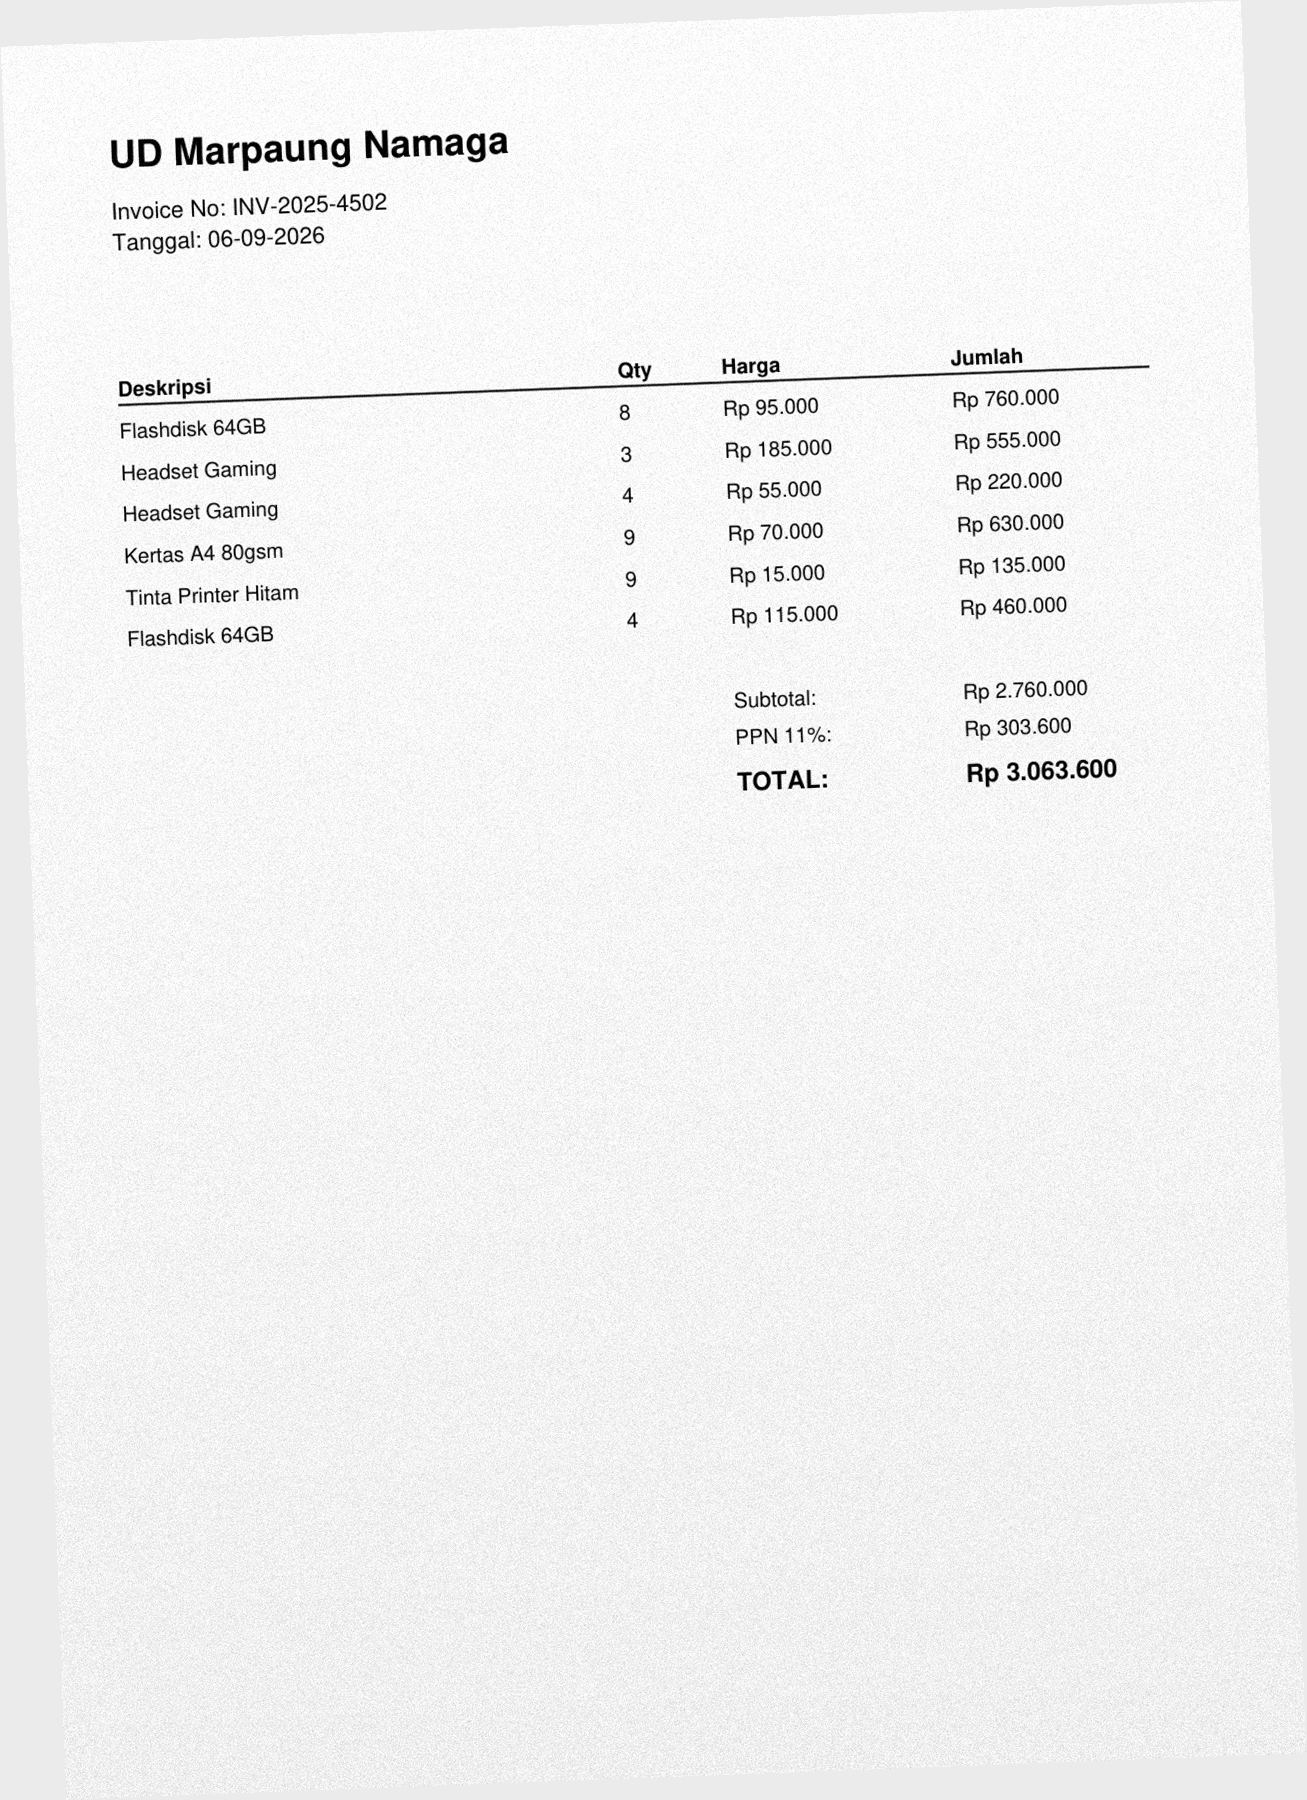 UD Marpaung Namaga
Invoice No: INV-2025-4502
Tanggal: 06-09-2026
Deskripsi Qty Harga Jumlah
Flashdisk 64GB 8 Rp 95.000 Rp 760.000
Headset Gaming 3 Rp 185.000 Rp 555.000
Headset Gaming 4 Rp 55.000 Rp 220.000
Kertas A4 80gsm 9 Rp 70.000 Rp 630.000
Tinta Printer Hitam 9 Rp 15.000 Rp 135.000
Flashdisk 64GB 4 Rp 115.000 Rp 460.000
Subtotal: Rp 2.760.000
PPN 11%: Rp 303.600
TOTAL: Rp 3.063.600